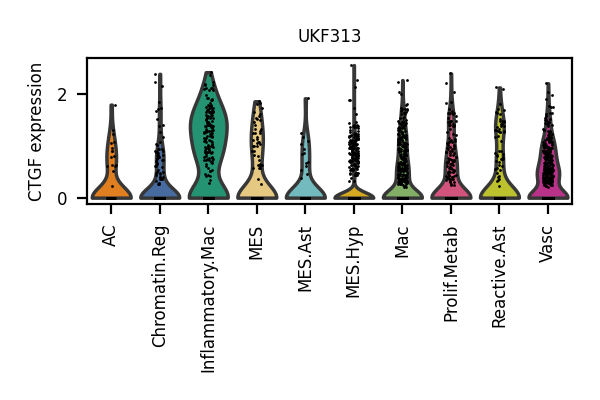 UKF313
CTGF expression
2
0
AC
Chromatin.Reg
Inflammatory.Mac
MES
MES.Ast
MES.Hyp
Mac
Prolif.Metab
Reactive.Ast
Vasc